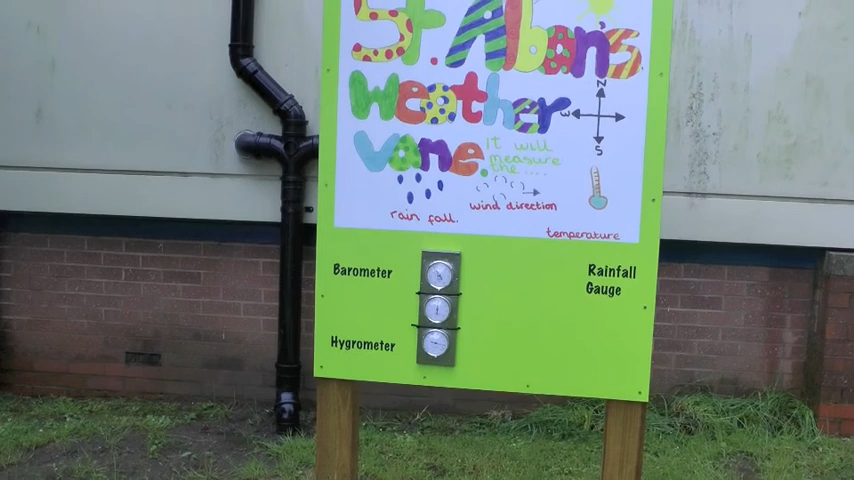 St. Alban's
weather
vane.
It will
measure
the ....
N
W
S
rain fall.
wind direction
temperature
Barometer
Rainfall
Gauge
Hygrometer